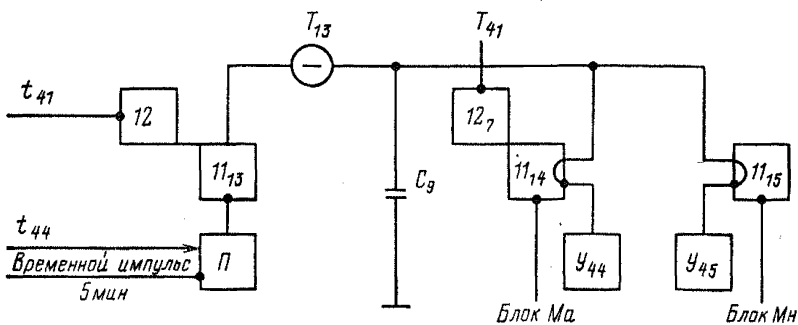 T13
T41
t41
12
127
1113
1114
1115
C9
t44
Временной импульс
5 мин
П
У44
У45
Блок Ма
Блок Мн